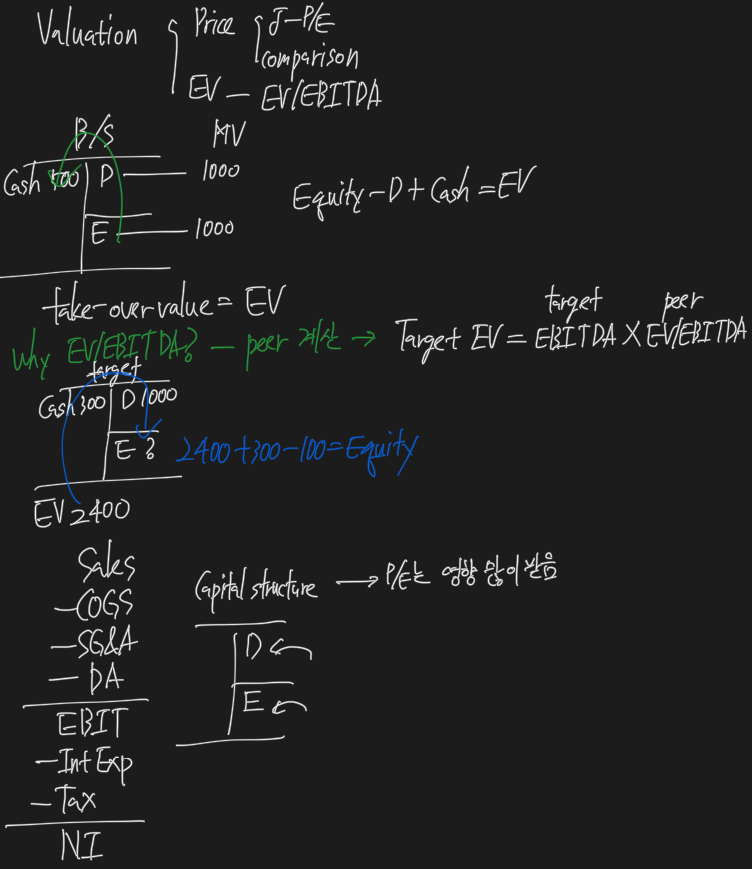 Valuation
Price
J-P/E
comparison
EV — EV/EBITDA
B/S MV
Cash D — 1000
E — 1000
Equity - D + Cash = EV
take-over value = EV
Why EV/EBITDA? — peer 계산 →
target peer
Target EV = EBITDA X EV/EBITDA
target
Cash 300 D 1000
E ?
2400+300-100=Equity
EV 2400
Sales
-COGS
-SG&A
- DA
EBIT
-Int Exp
- Tax
NI
Capital structure → P/E는 영향 많이 받음
D
E